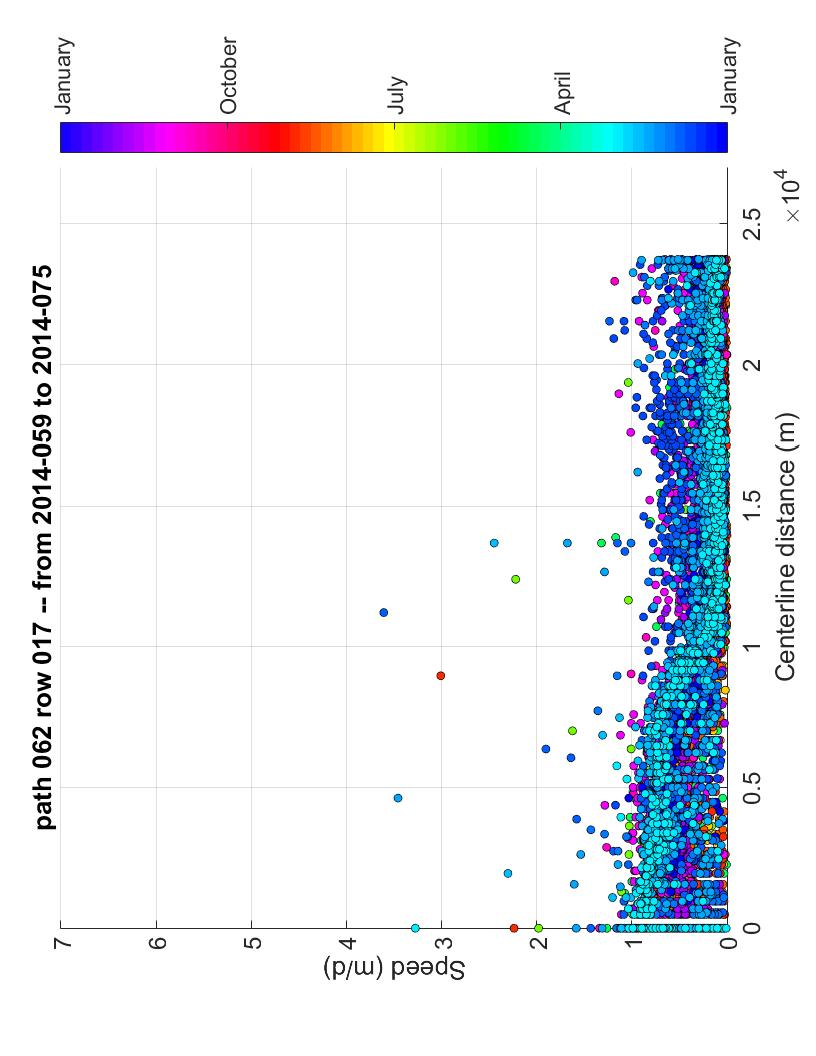 path 062 row 017 -- from 2014-059 to 2014-075
7
6
5
4
3
2
1
0
Speed (m/d)
0 0.5 1 1.5 2 2.5
×10^4
Centerline distance (m)
January
October
July
April
January